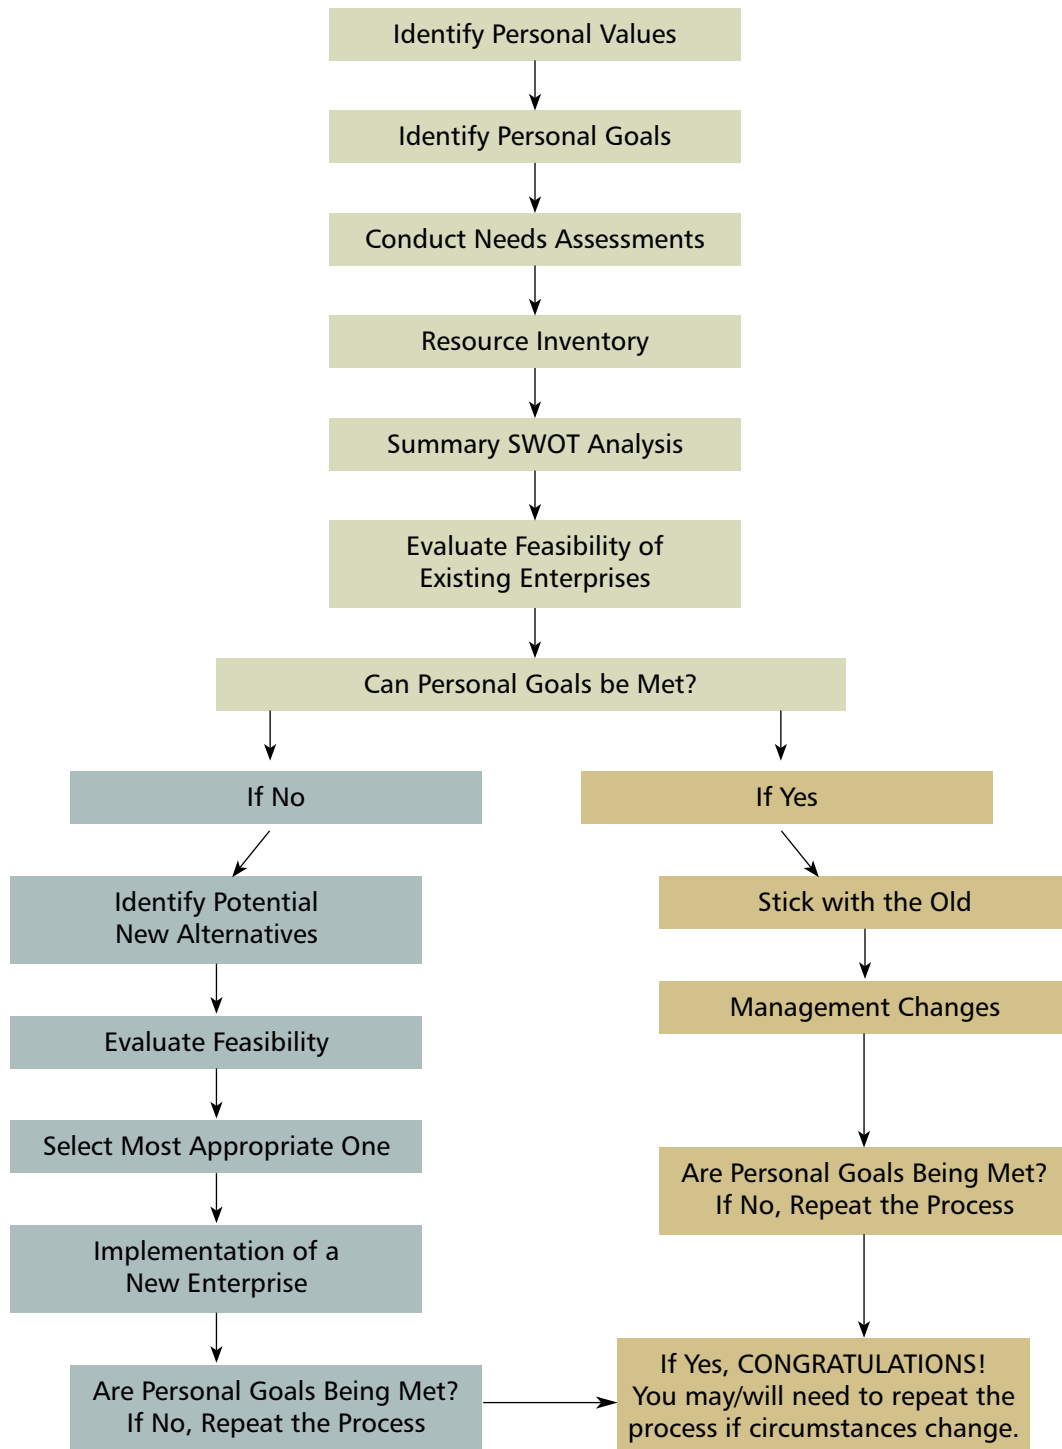 Identify Personal Values
Identify Personal Goals
Conduct Needs Assessments
Resource Inventory
Summary SWOT Analysis
Evaluate Feasibility of
Existing Enterprises
Can Personal Goals be Met?
If No
Identify Potential
New Alternatives
Evaluate Feasibility
Select Most Appropriate One
Implementation of a
New Enterprise
Are Personal Goals Being Met?
If No, Repeat the Process
If Yes
Stick with the Old
Management Changes
Are Personal Goals Being Met?
If No, Repeat the Process
If Yes, CONGRATULATIONS!
You may/will need to repeat the
process if circumstances change.